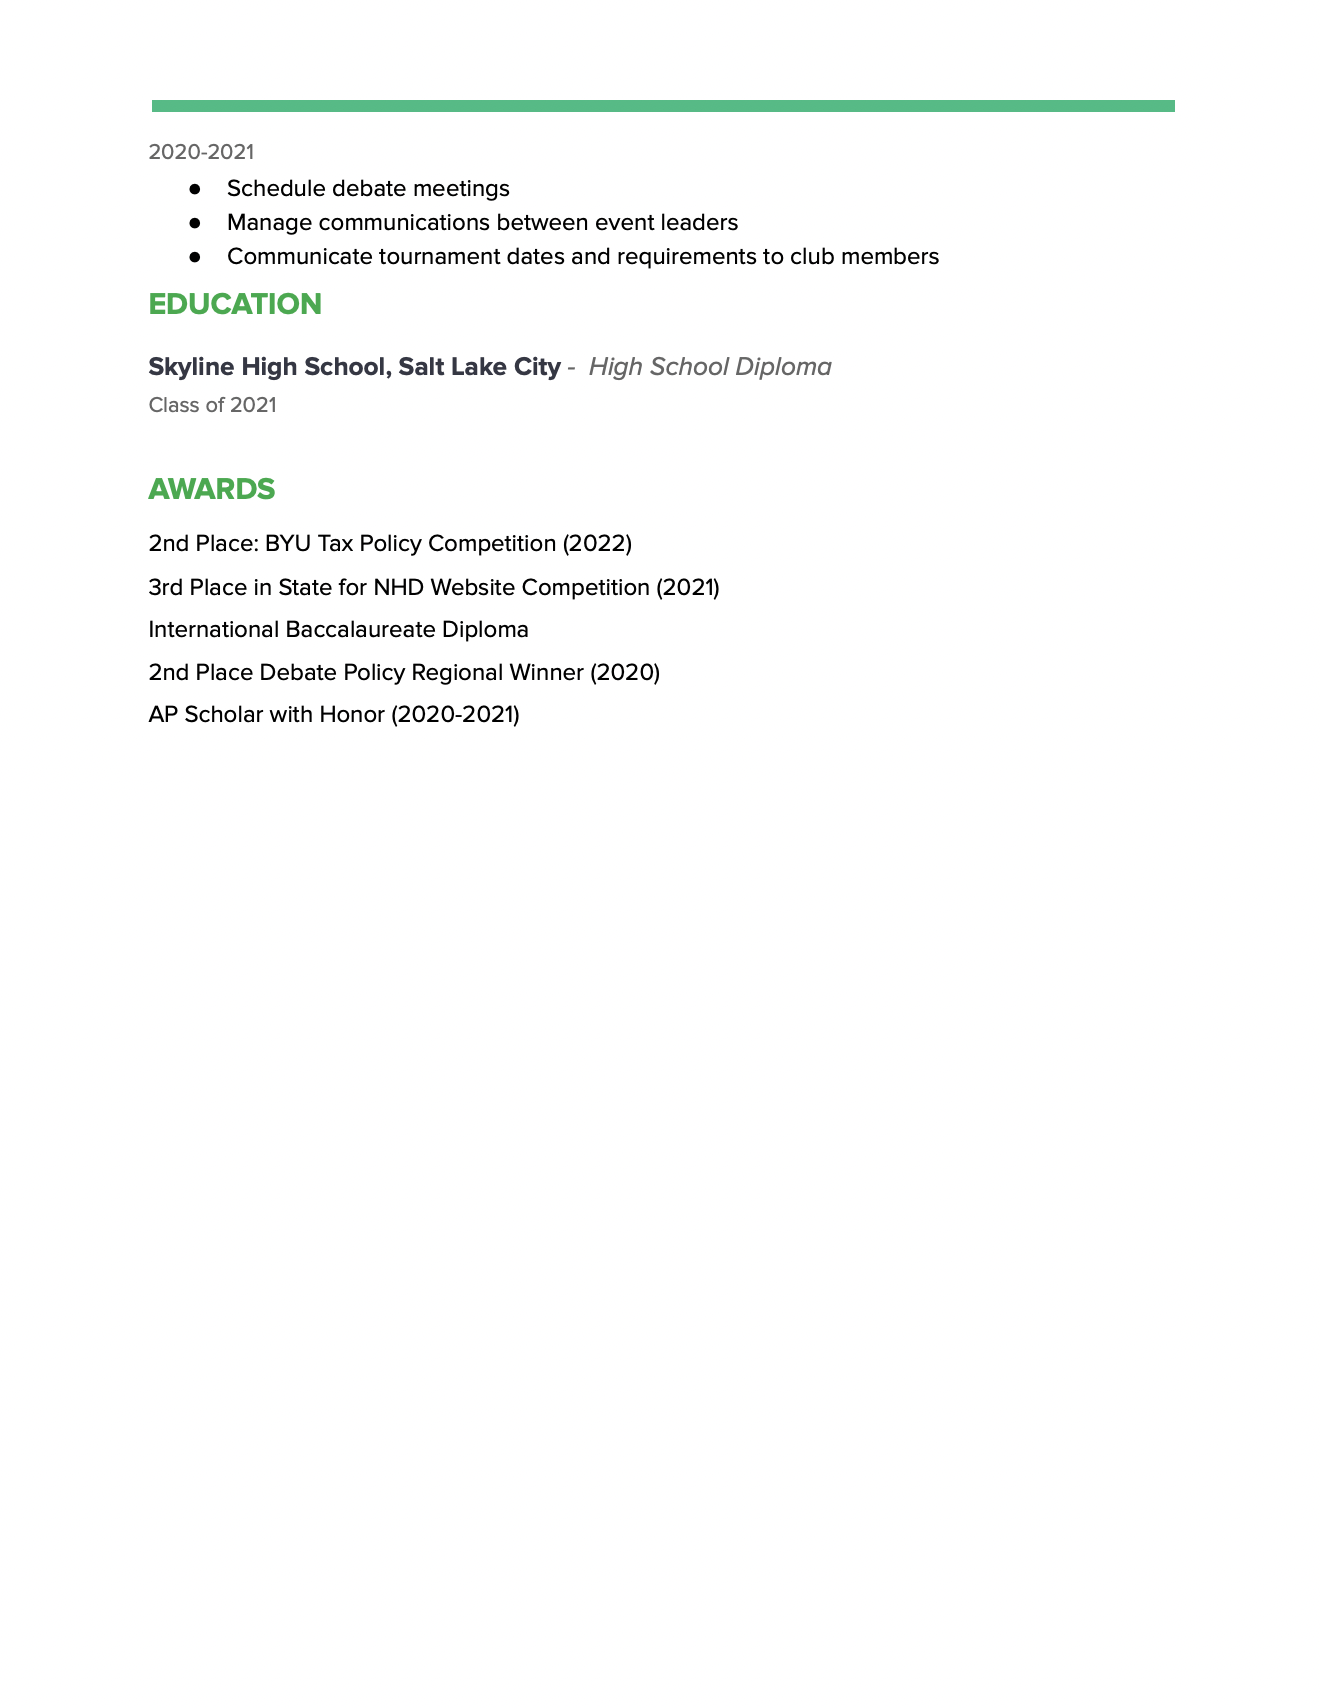 2020-2021
● Schedule debate meetings
● Manage communications between event leaders
● Communicate tournament dates and requirements to club members
EDUCATION
Skyline High School, Salt Lake City - High School Diploma
Class of 2021
AWARDS
2nd Place: BYU Tax Policy Competition (2022)
3rd Place in State for NHD Website Competition (2021)
International Baccalaureate Diploma
2nd Place Debate Policy Regional Winner (2020)
AP Scholar with Honor (2020-2021)